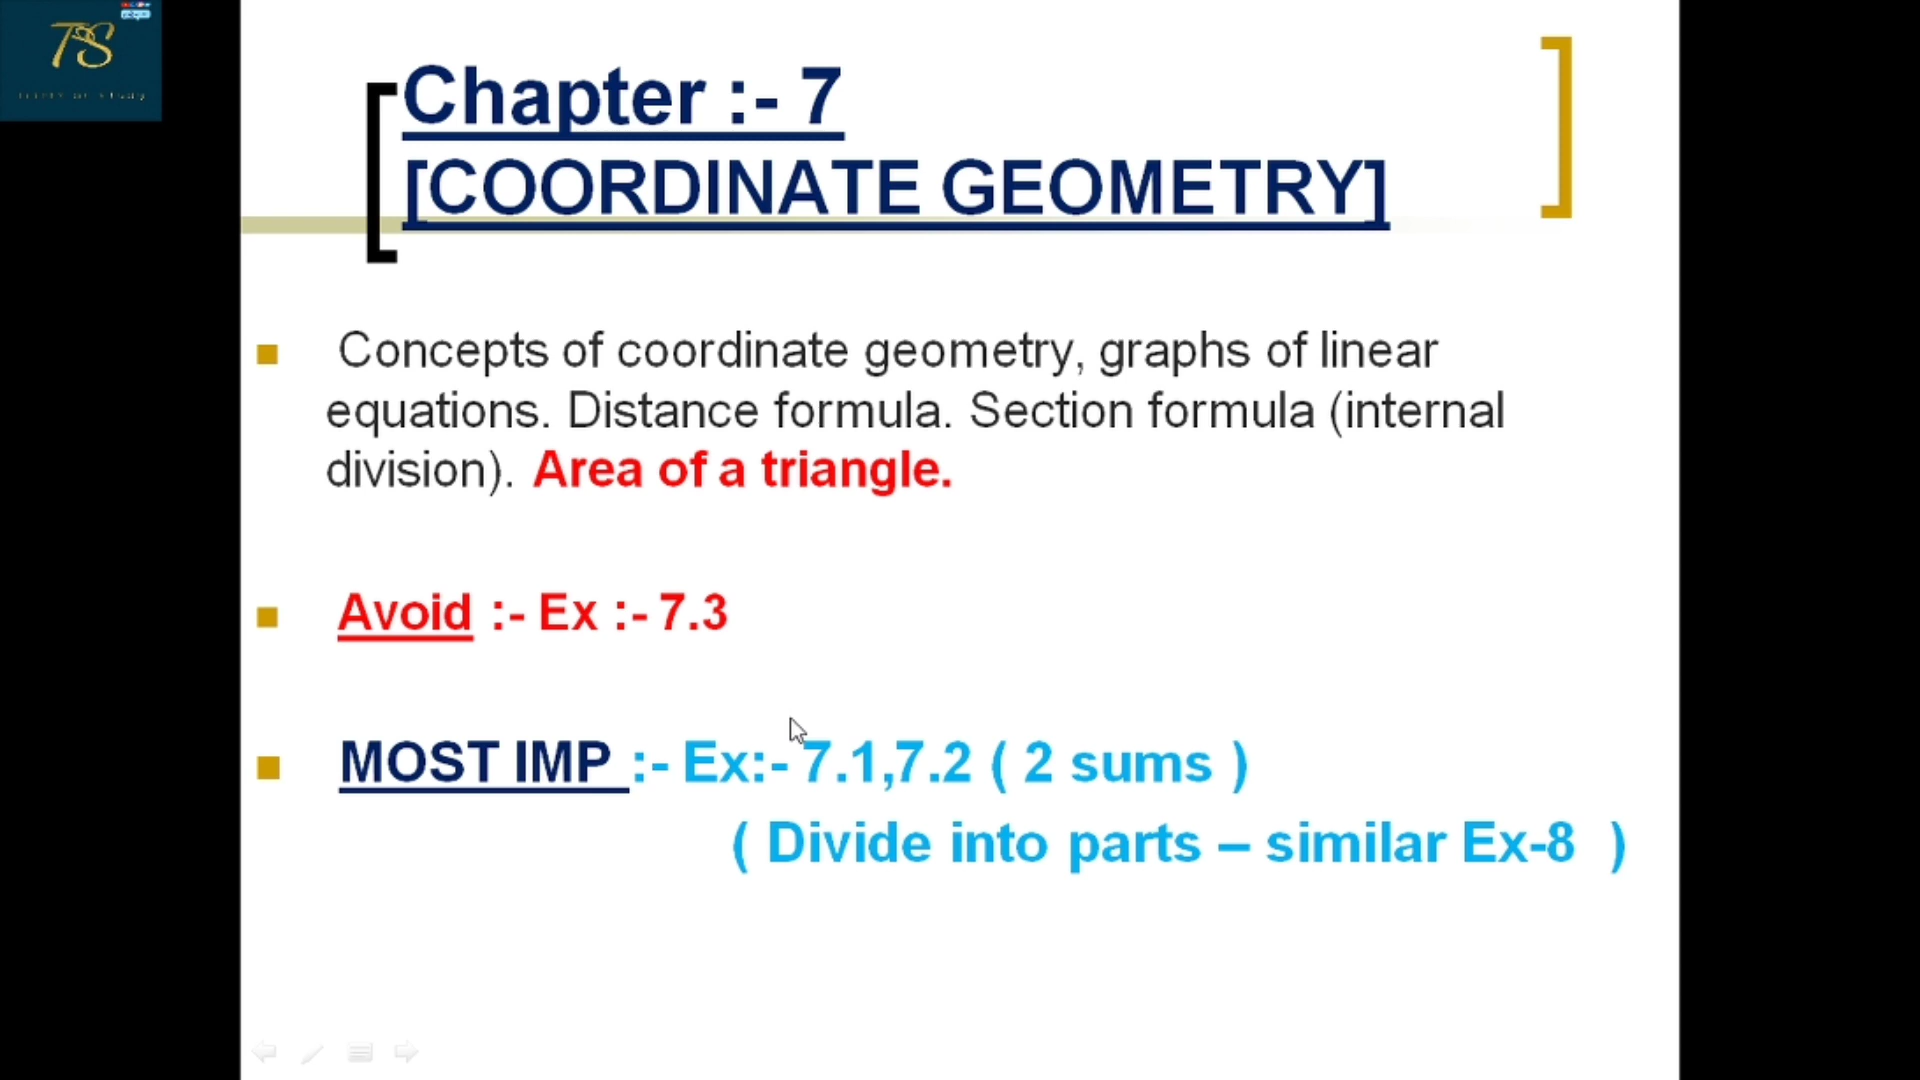 TS
Chapter :- 7
[COORDINATE GEOMETRY]
Concepts of coordinate geometry, graphs of linear
equations. Distance formula. Section formula (internal
division). Area of a triangle.
Avoid :- Ex :- 7.3
MOST IMP :- Ex:- 7.1,7.2 ( 2 sums )
( Divide into parts – similar Ex-8 )